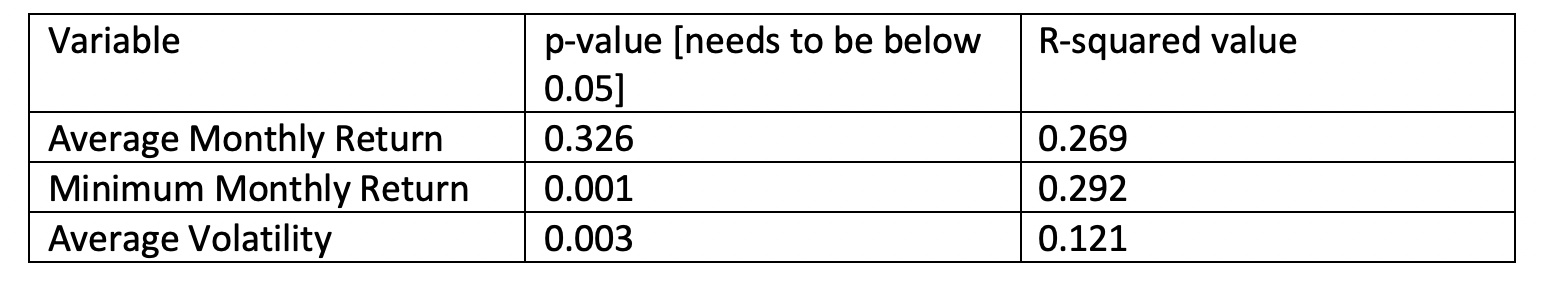 Variable p-value [needs to be below R-squared value
0.05]
Average Monthly Return 0.326 0.269
Minimum Monthly Return 0.001 0.292
Average Volatility 0.003 0.121